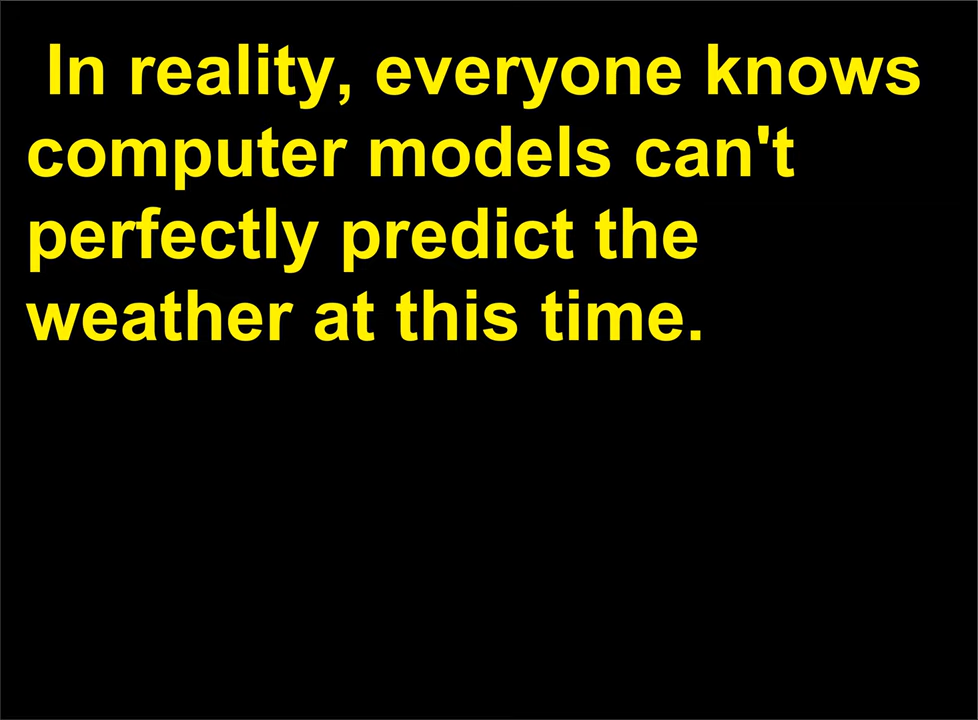 In reality, everyone knows
computer models can't
perfectly predict the
weather at this time.